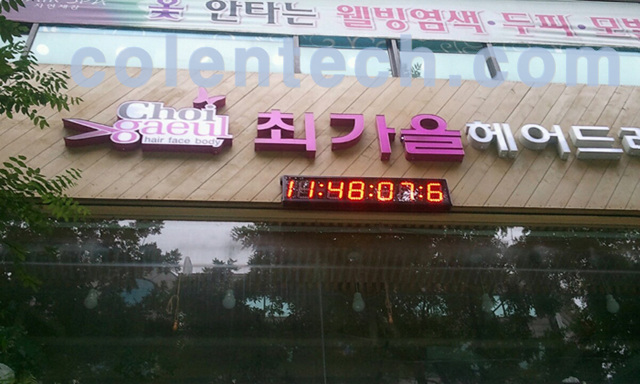 옻 안타는 웰빙염색·두피·모발
colentech.com
Choi
gaeul
hair face body
최가을헤어드
11:48:07:6